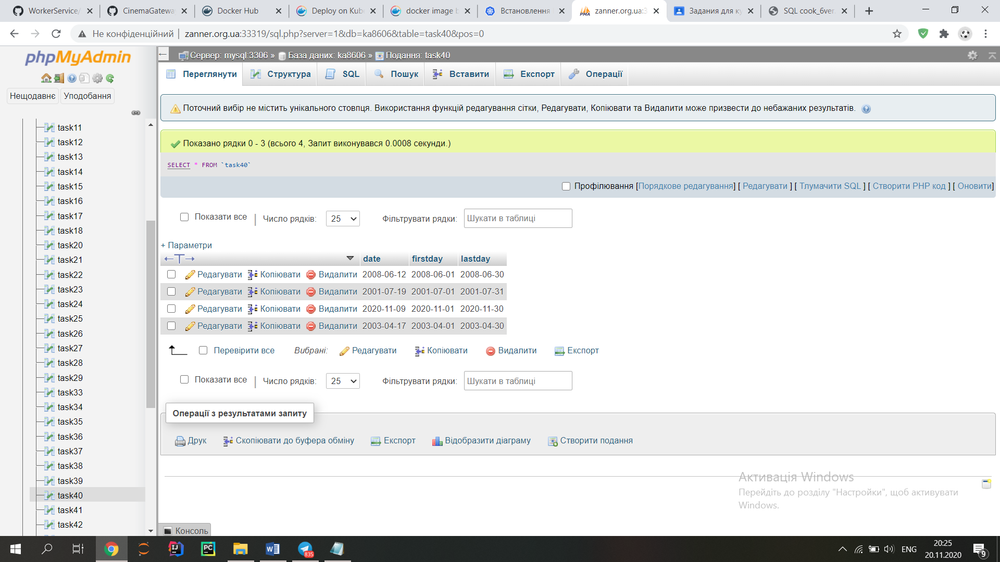 WorkerService/
CinemaGatewa
Docker Hub
Deploy on Kub
docker image b
Встановлення
zanner.org.ua:3
Задания для ку
SQL cook_6ver
Не конфіденційний | zanner.org.ua:33319/sql.php?server=1&db=ka8606&table=task40&pos=0
phpMyAdmin
Нещодавнє Уподобання
task11
task12
task13
task14
task15
task16
task17
task18
task20
task21
task22
task23
task24
task25
task26
task27
task28
task29
task33
task34
task35
task36
task37
task38
task39
task40
task41
task42
Сервер: mysql:3306 » База даних: ka8606 » Подання: task40
Переглянути Структура SQL Пошук Вставити Експорт Операції
Поточний вибір не містить унікального стовпця. Використання функцій редагування сітки, Редагувати, Копіювати та Видалити може призвести до небажаних результатів.
Показано рядки 0 - 3 (всього 4, Запит виконувався 0.0008 секунди.)
SELECT * FROM `task40`
Профілювання [Порядкове редагування] [ Редагувати ] [ Тлумачити SQL ] [ Створити PHP код ] [ Оновити]
Показати все | Число рядків: 25 Фільтрувати рядки: Шукати в таблиці
+ Параметри
←T→ date firstday lastday
Редагувати Копіювати Видалити 2008-06-12 2008-06-01 2008-06-30
Редагувати Копіювати Видалити 2001-07-19 2001-07-01 2001-07-31
Редагувати Копіювати Видалити 2020-11-09 2020-11-01 2020-11-30
Редагувати Копіювати Видалити 2003-04-17 2003-04-01 2003-04-30
Перевірити все Вибрані: Редагувати Копіювати Видалити Експорт
Показати все | Число рядків: 25 Фільтрувати рядки: Шукати в таблиці
Операції з результатами запиту
Друк Скопіювати до буфера обміну Експорт Відобразити діаграму Створити подання
Активація Windows
Перейдіть до розділу "Настройки", щоб активувати
Windows.
Консоль
835
ENG
20:25
20.11.2020
9